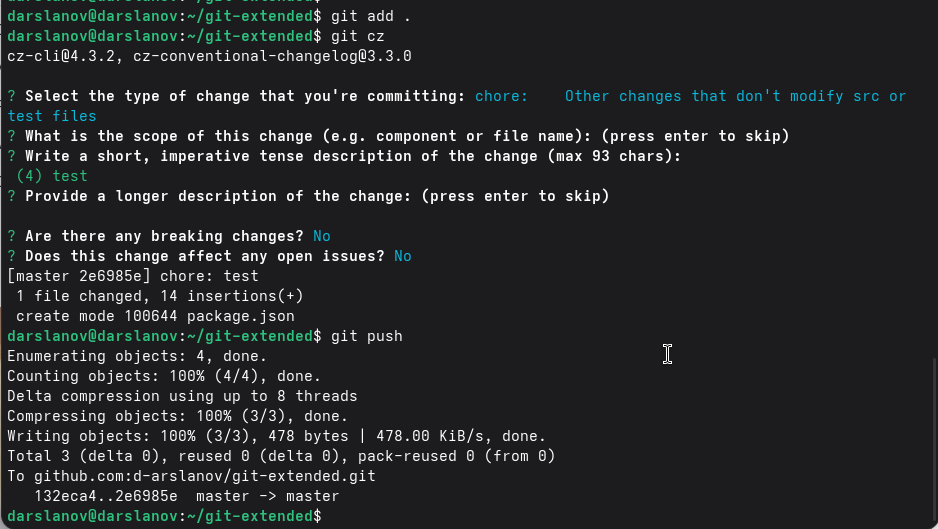 darslanov@darslanov:~/git-extended$ git add .
darslanov@darslanov:~/git-extended$ git cz
cz-cli@4.3.2, cz-conventional-changelog@3.3.0
? Select the type of change that you're committing: chore:    Other changes that don't modify src or
test files
? What is the scope of this change (e.g. component or file name): (press enter to skip)
? Write a short, imperative tense description of the change (max 93 chars):
 (4) test
? Provide a longer description of the change: (press enter to skip)
? Are there any breaking changes? No
? Does this change affect any open issues? No
[master 2e6985e] chore: test
 1 file changed, 14 insertions(+)
 create mode 100644 package.json
darslanov@darslanov:~/git-extended$ git push
Enumerating objects: 4, done.
Counting objects: 100% (4/4), done.
Delta compression using up to 8 threads
Compressing objects: 100% (3/3), done.
Writing objects: 100% (3/3), 478 bytes | 478.00 KiB/s, done.
Total 3 (delta 0), reused 0 (delta 0), pack-reused 0 (from 0)
To github.com:d-arslanov/git-extended.git
   132eca4..2e6985e  master -> master
darslanov@darslanov:~/git-extended$